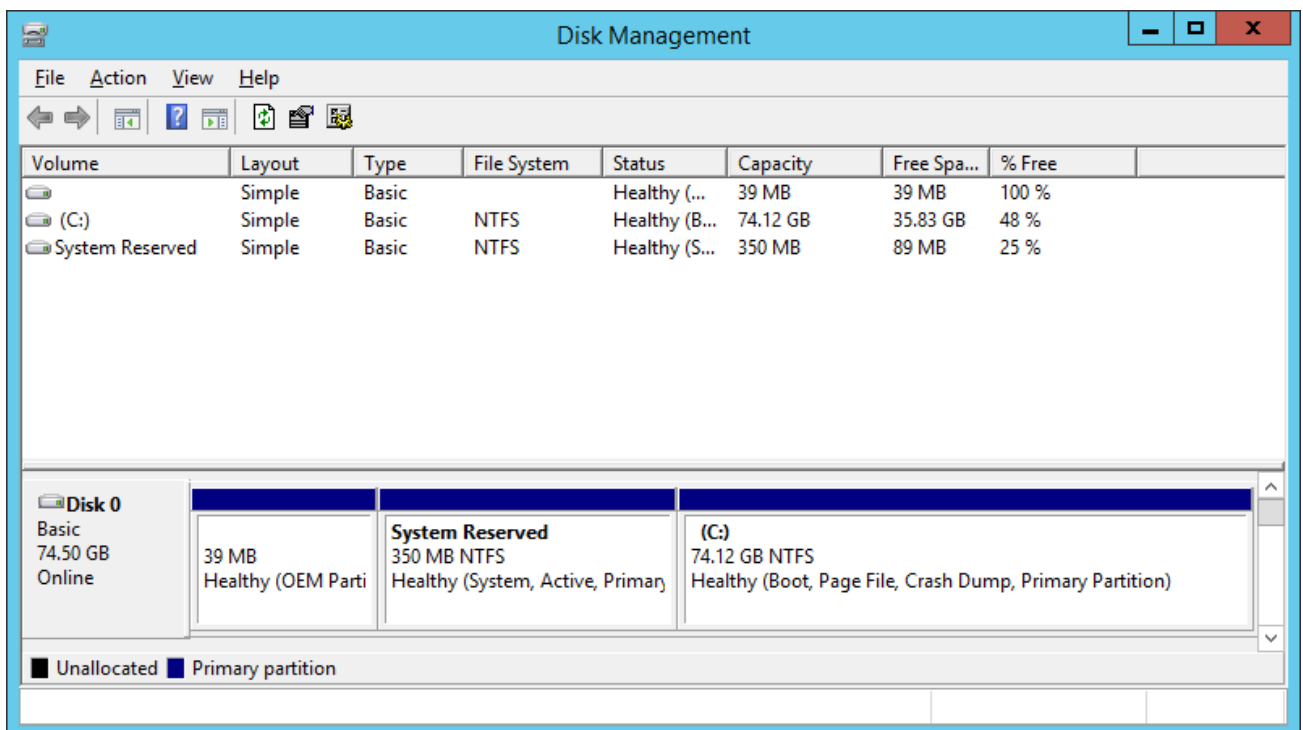 Disk Management
File Action View Help
Volume Layout Type File System Status Capacity Free Spa... % Free
Simple Basic Healthy (... 39 MB 39 MB 100 %
(C:) Simple Basic NTFS Healthy (B... 74.12 GB 35.83 GB 48 %
System Reserved Simple Basic NTFS Healthy (S... 350 MB 89 MB 25 %
Disk 0
Basic
74.50 GB
Online
39 MB
Healthy (OEM Parti
System Reserved
350 MB NTFS
Healthy (System, Active, Primary
(C:)
74.12 GB NTFS
Healthy (Boot, Page File, Crash Dump, Primary Partition)
Unallocated Primary partition